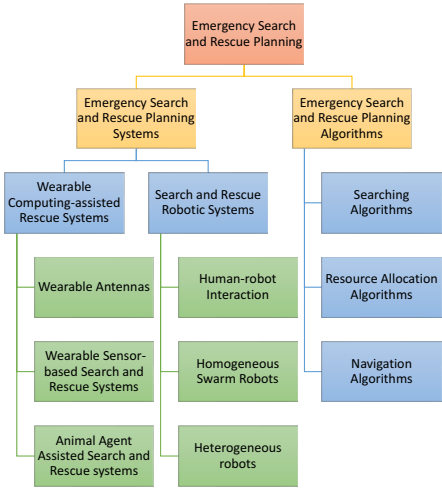 Emergency Search
and Rescue Planning
Emergency Search
and Rescue Planning
Systems
Emergency Search
and Rescue Planning
Algorithms
Wearable
Computing-assisted
Rescue Systems
Search and Rescue
Robotic Systems
Searching
Algorithms
Wearable Antennas
Human-robot
Interaction
Resource Allocation
Algorithms
Wearable Sensor-
based Search and
Rescue Systems
Homogeneous
Swarm Robots
Navigation
Algorithms
Animal Agent
Assisted Search and
Rescue systems
Heterogeneous
robots